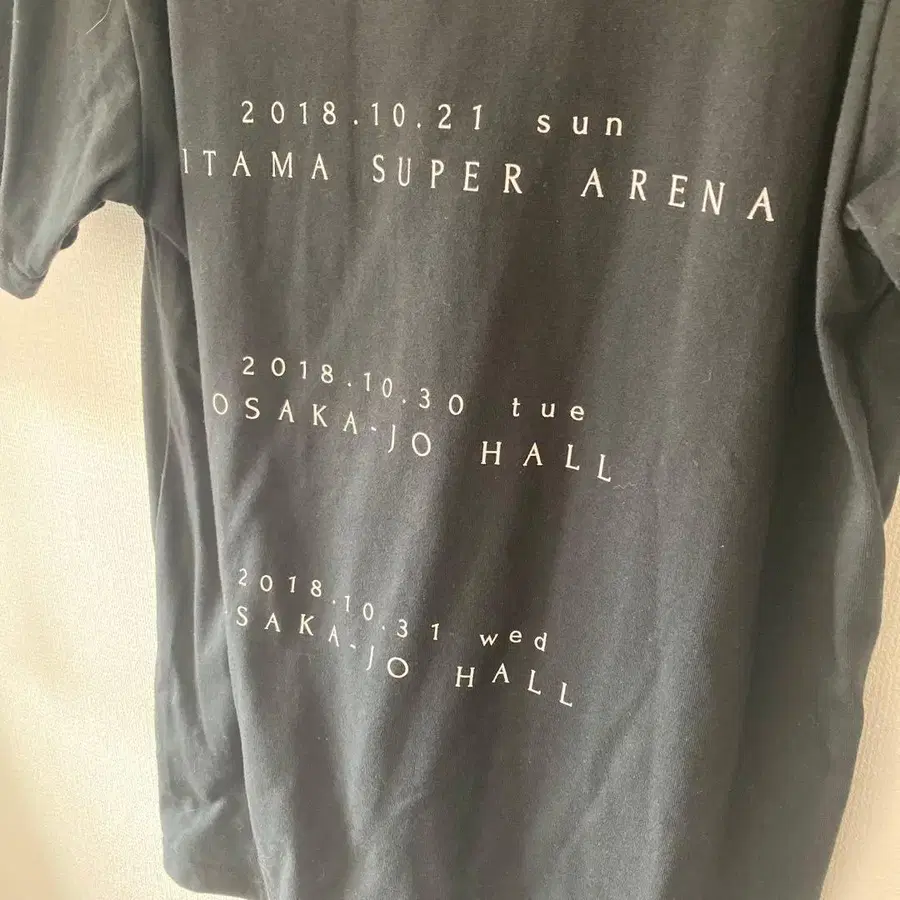 2018.10.21 sun
ITAMA SUPER ARENA
2018.10.30 tue
OSAKA-JO HALL
2018.10.31 wed
SAKA-JO HALL